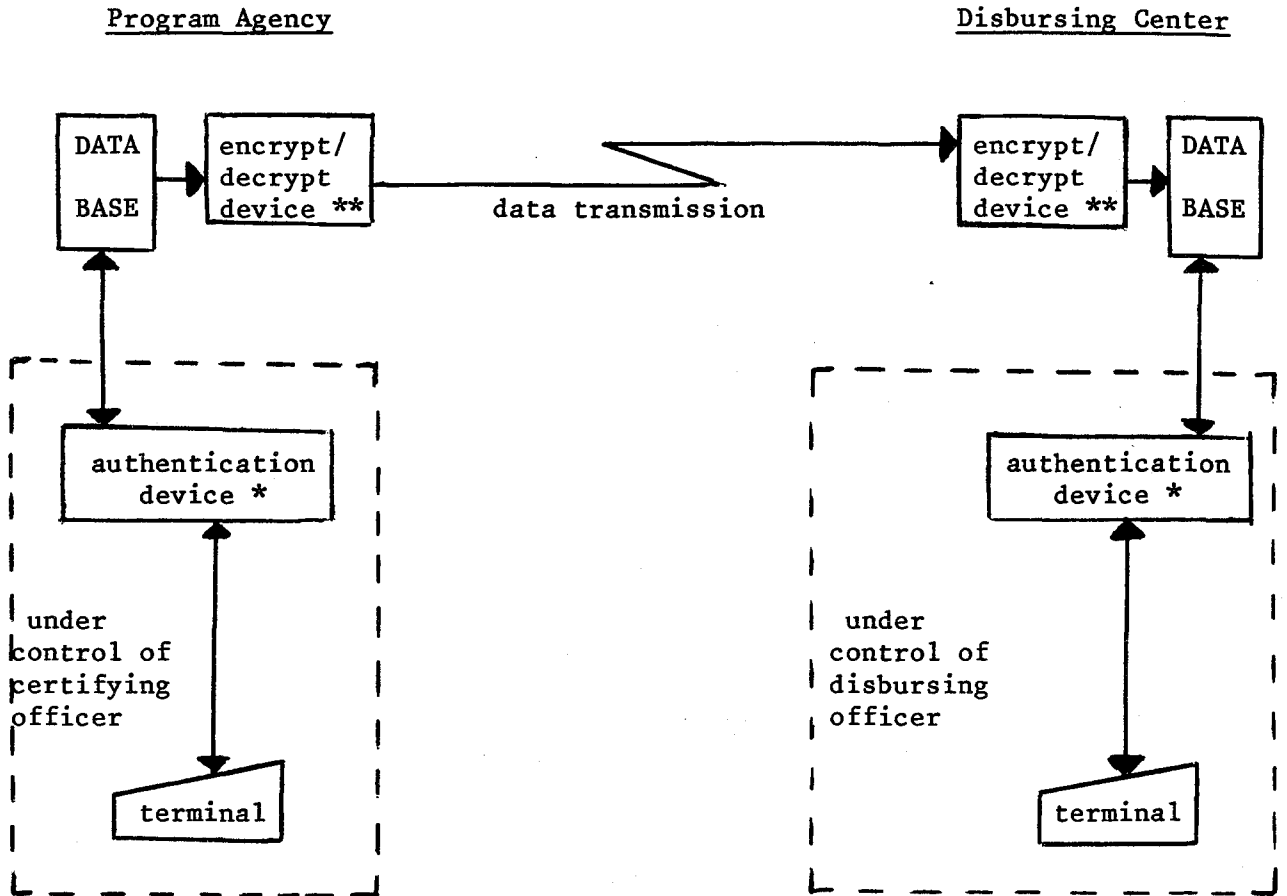 Program Agency
Disbursing Center
DATA
BASE
encrypt/
decrypt
device **
data transmission
encrypt/
decrypt
device **
DATA
BASE
authentication
device *
under
control of
certifying
officer
terminal
authentication
device *
under
control of
disbursing
officer
terminal